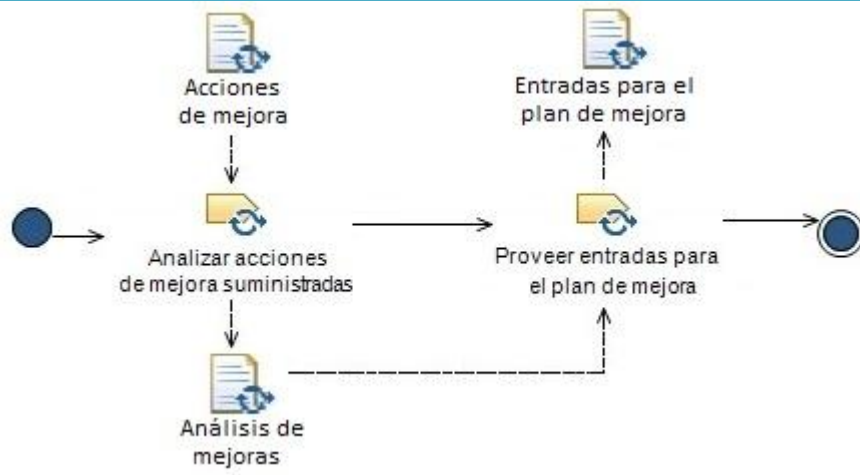 Acciones
de mejora
Entradas para el
plan de mejora
Analizar acciones
de mejora suministradas
Proveer entradas para
el plan de mejora
Análisis de
mejoras